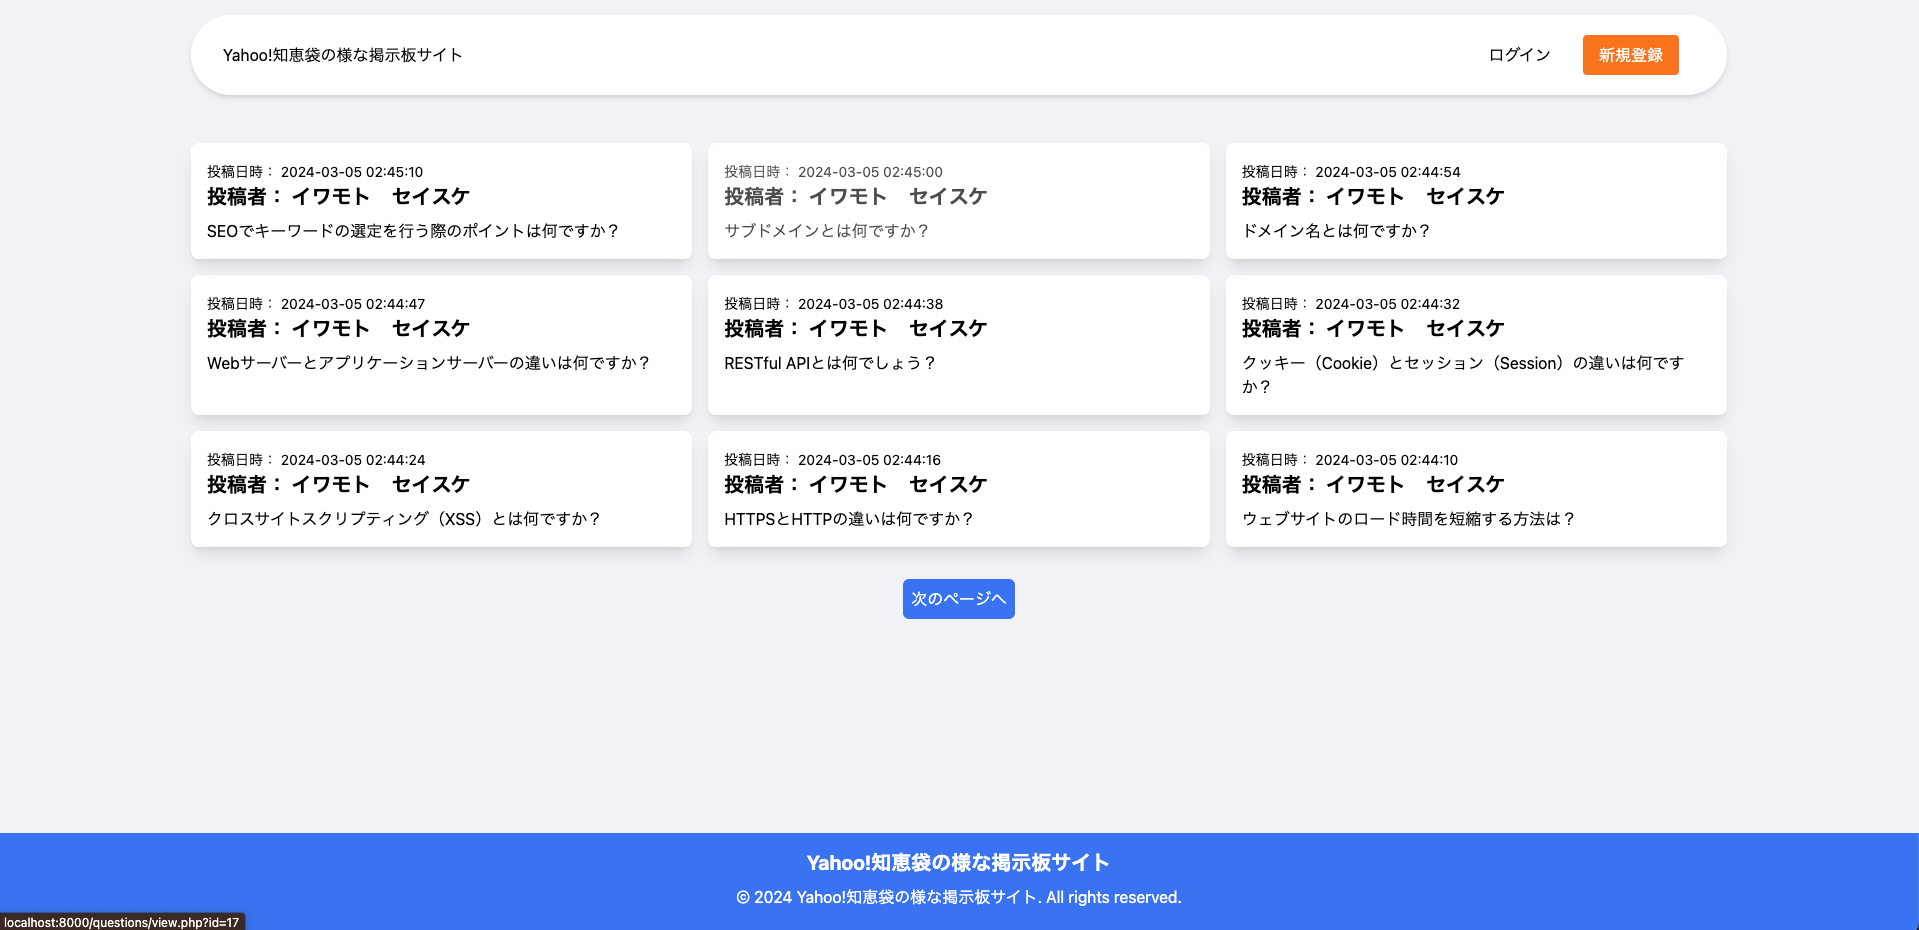 Yahoo!知恵袋の様な掲示板サイト
ログイン
新規登録
投稿日時： 2024-03-05 02:45:10
投稿者： イワモト　セイスケ
SEOでキーワードの選定を行う際のポイントは何ですか？
投稿日時： 2024-03-05 02:45:00
投稿者： イワモト　セイスケ
サブドメインとは何ですか？
投稿日時： 2024-03-05 02:44:54
投稿者： イワモト　セイスケ
ドメイン名とは何ですか？
投稿日時： 2024-03-05 02:44:47
投稿者： イワモト　セイスケ
Webサーバーとアプリケーションサーバーの違いは何ですか？
投稿日時： 2024-03-05 02:44:38
投稿者： イワモト　セイスケ
RESTful APIとは何でしょう？
投稿日時： 2024-03-05 02:44:32
投稿者： イワモト　セイスケ
クッキー（Cookie）とセッション（Session）の違いは何です
か？
投稿日時： 2024-03-05 02:44:24
投稿者： イワモト　セイスケ
クロスサイトスクリプティング（XSS）とは何ですか？
投稿日時： 2024-03-05 02:44:16
投稿者： イワモト　セイスケ
HTTPSとHTTPの違いは何ですか？
投稿日時： 2024-03-05 02:44:10
投稿者： イワモト　セイスケ
ウェブサイトのロード時間を短縮する方法は？
次のページへ
Yahoo!知恵袋の様な掲示板サイト
© 2024 Yahoo!知恵袋の様な掲示板サイト. All rights reserved.
localhost:8000/questions/view.php?id=17